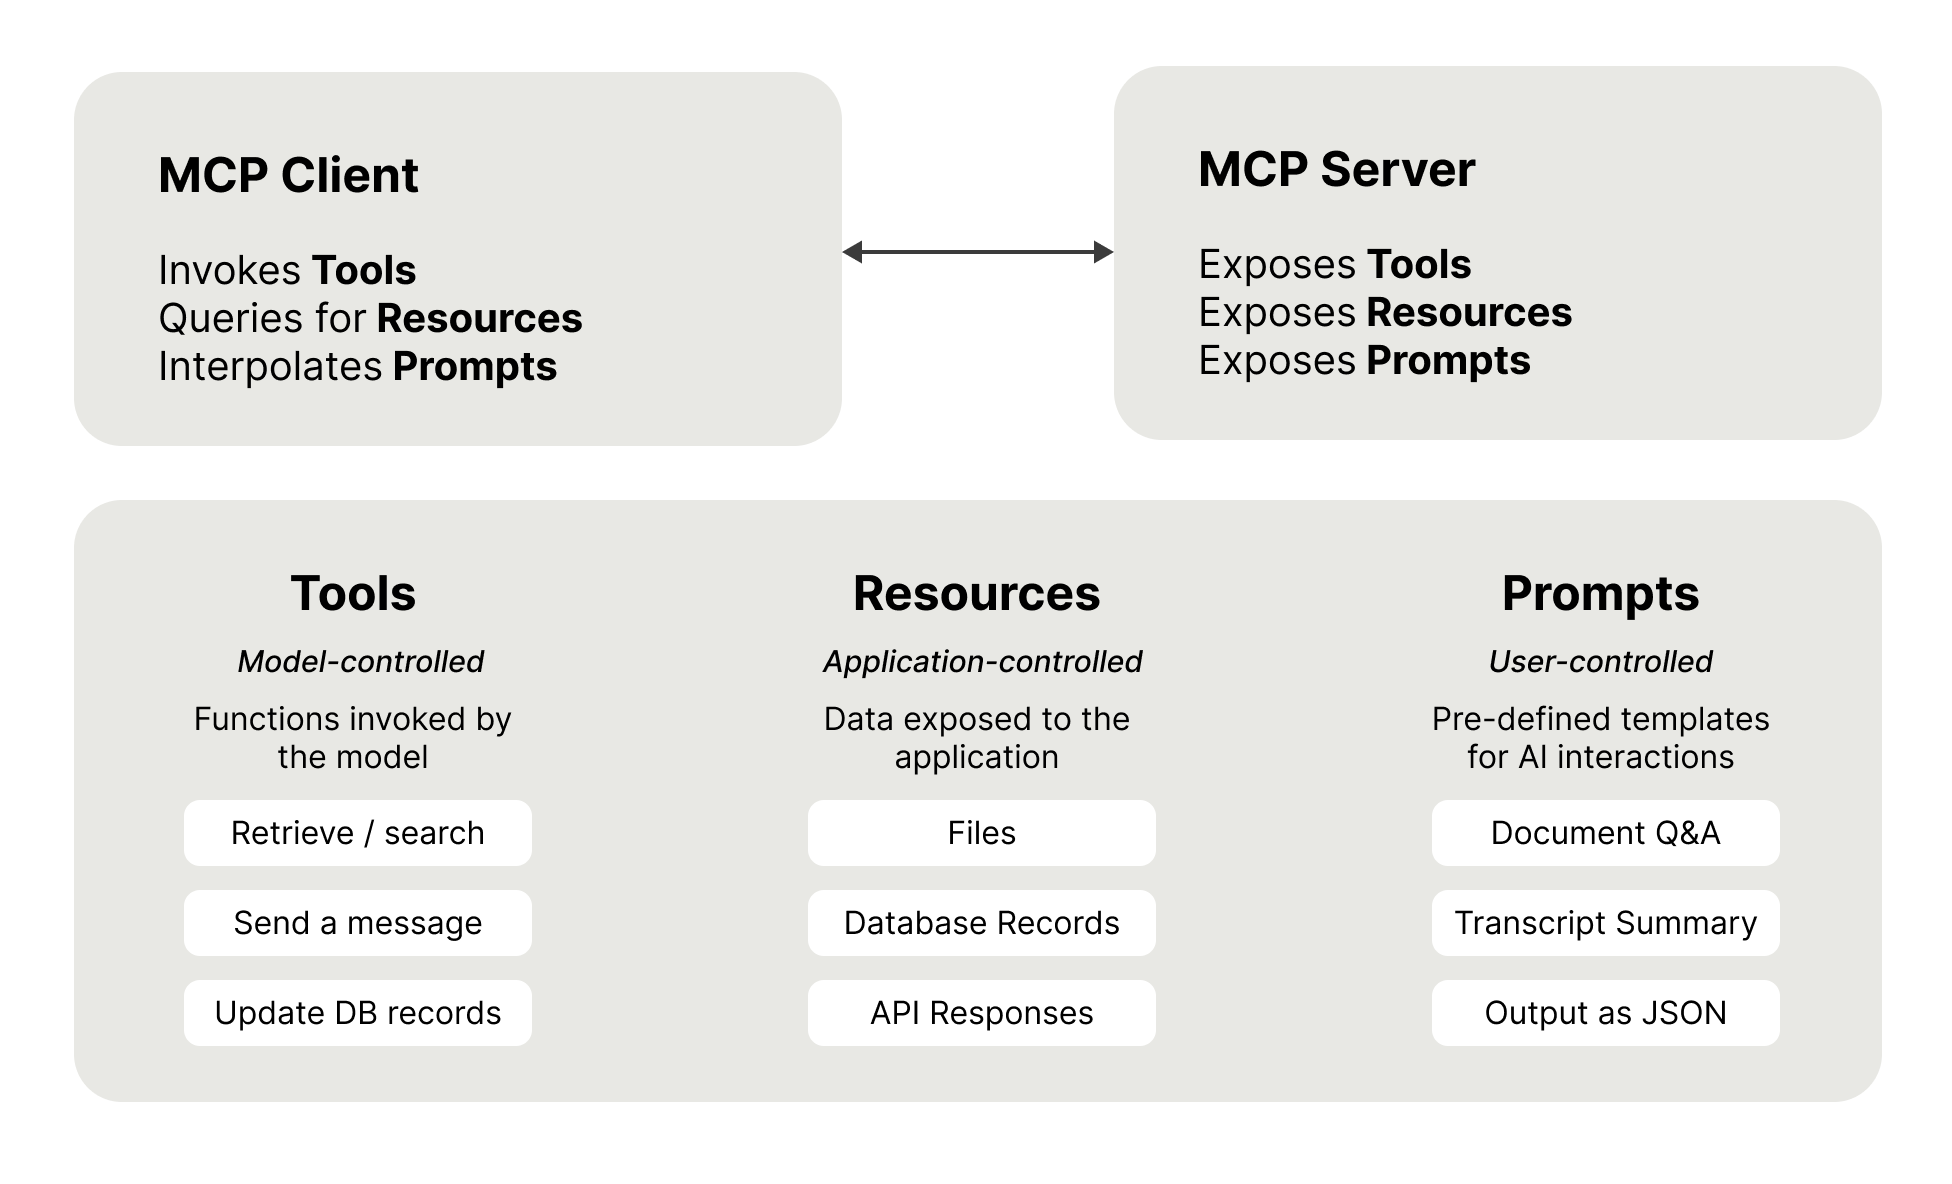 MCP Client
Invokes Tools
Queries for Resources
Interpolates Prompts
MCP Server
Exposes Tools
Exposes Resources
Exposes Prompts
Tools
Model-controlled
Functions invoked by
the model
Retrieve / search
Send a message
Update DB records
Resources
Application-controlled
Data exposed to the
application
Files
Database Records
API Responses
Prompts
User-controlled
Pre-defined templates
for AI interactions
Document Q&A
Transcript Summary
Output as JSON